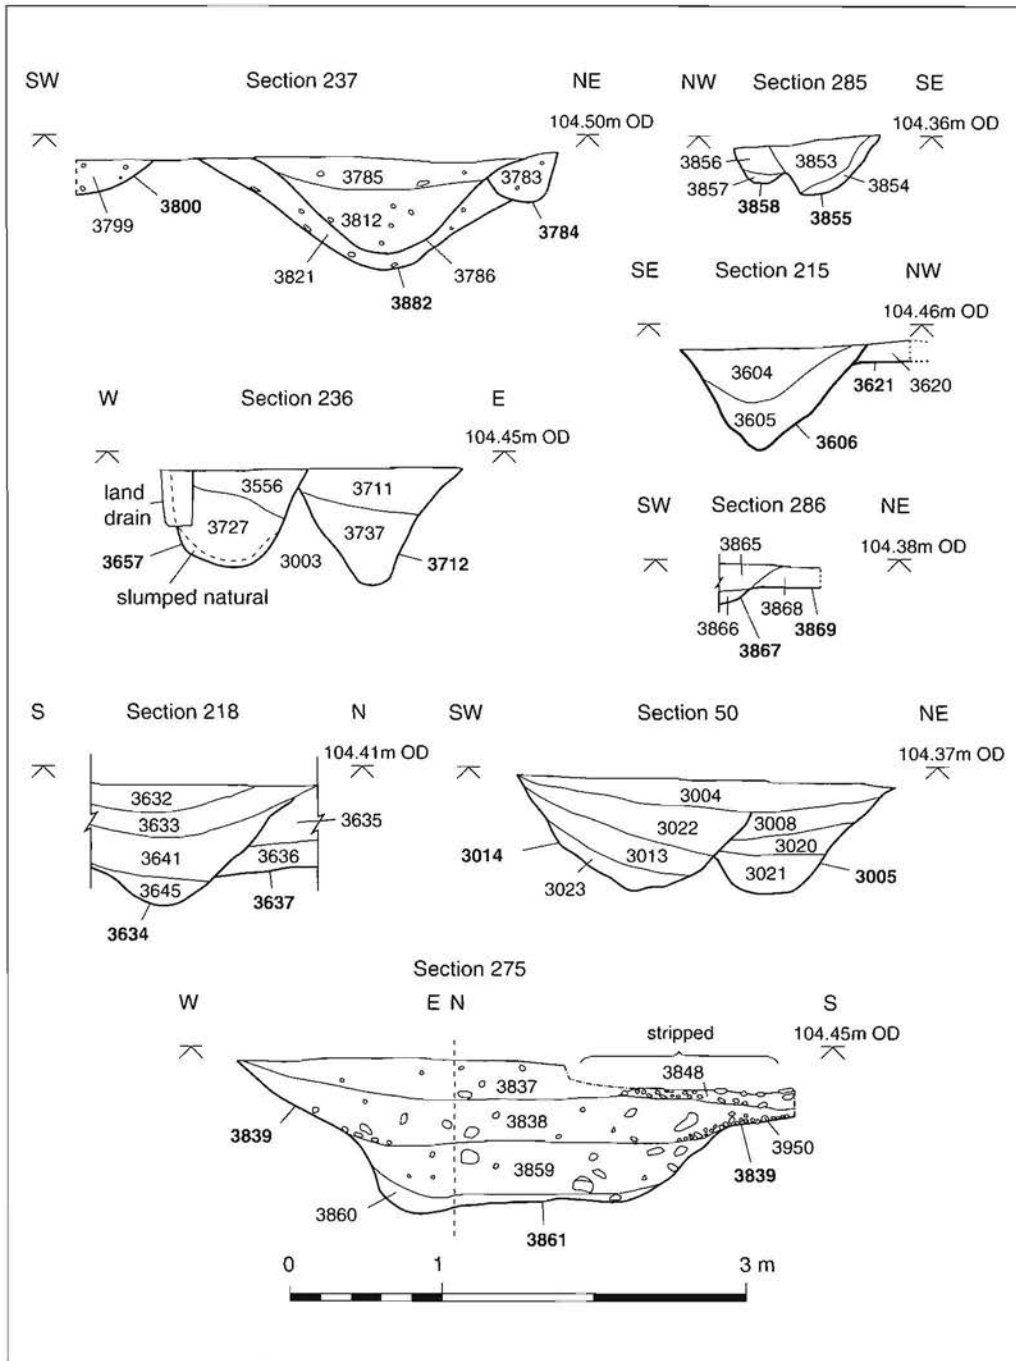 SW Section 237 NE
104.50m OD
3785 3783
3799 3800 3812 3784
3821 3786
3882
NW Section 285 SE
104.36m OD
3856 3853
3857 3854
3858 3855
SE Section 215 NW
104.46m OD
3604
3621 3620
3605
3606
W Section 236 E
104.45m OD
land
drain
3556 3711
3727 3737
3657 3003 3712
slumped natural
SW Section 286 NE
3865 104.38m OD
3868
3866 3869
3867
S Section 218 N
104.41m OD
3632
3633 3635
3641 3636
3645 3637
3634
SW Section 50 NE
104.37m OD
3004
3022 3008
3014 3013 3020
3023 3021 3005
Section 275
W E N S
stripped 104.45m OD
3848
3837
3839 3838
3950
3859 3839
3860
3861
0 1 3 m